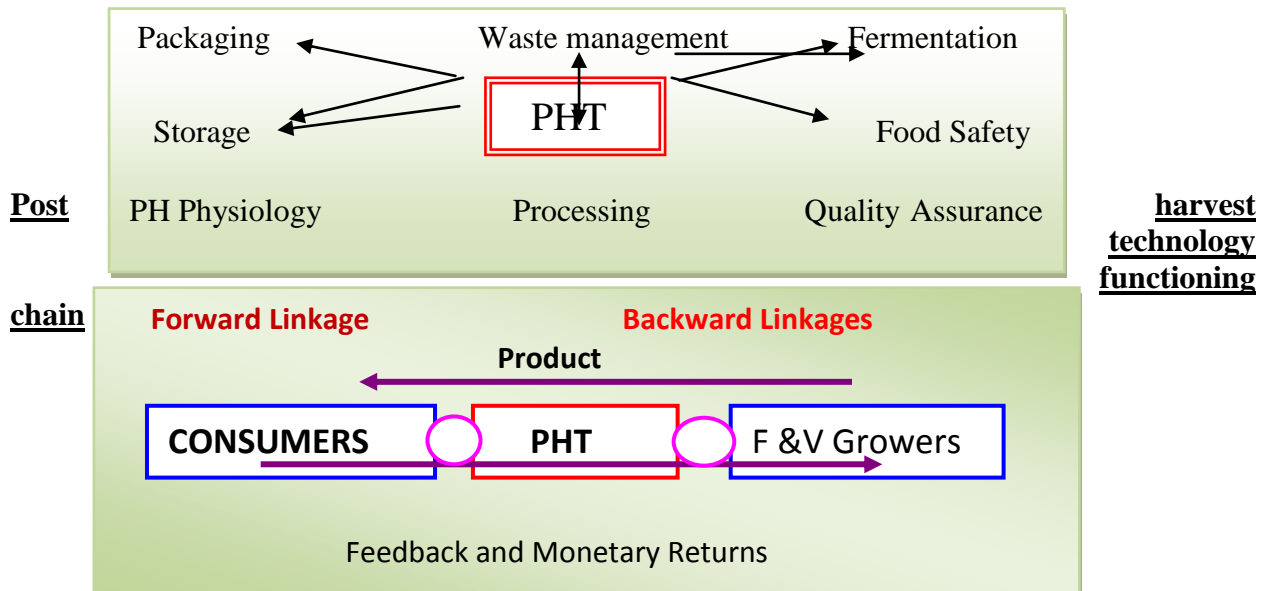 Packaging Waste management Fermentation
PHT
Storage Food Safety
Post PH Physiology Processing Quality Assurance harvest
technology
functioning
chain Forward Linkage Backward Linkages
Product
CONSUMERS PHT F &V Growers
Feedback and Monetary Returns